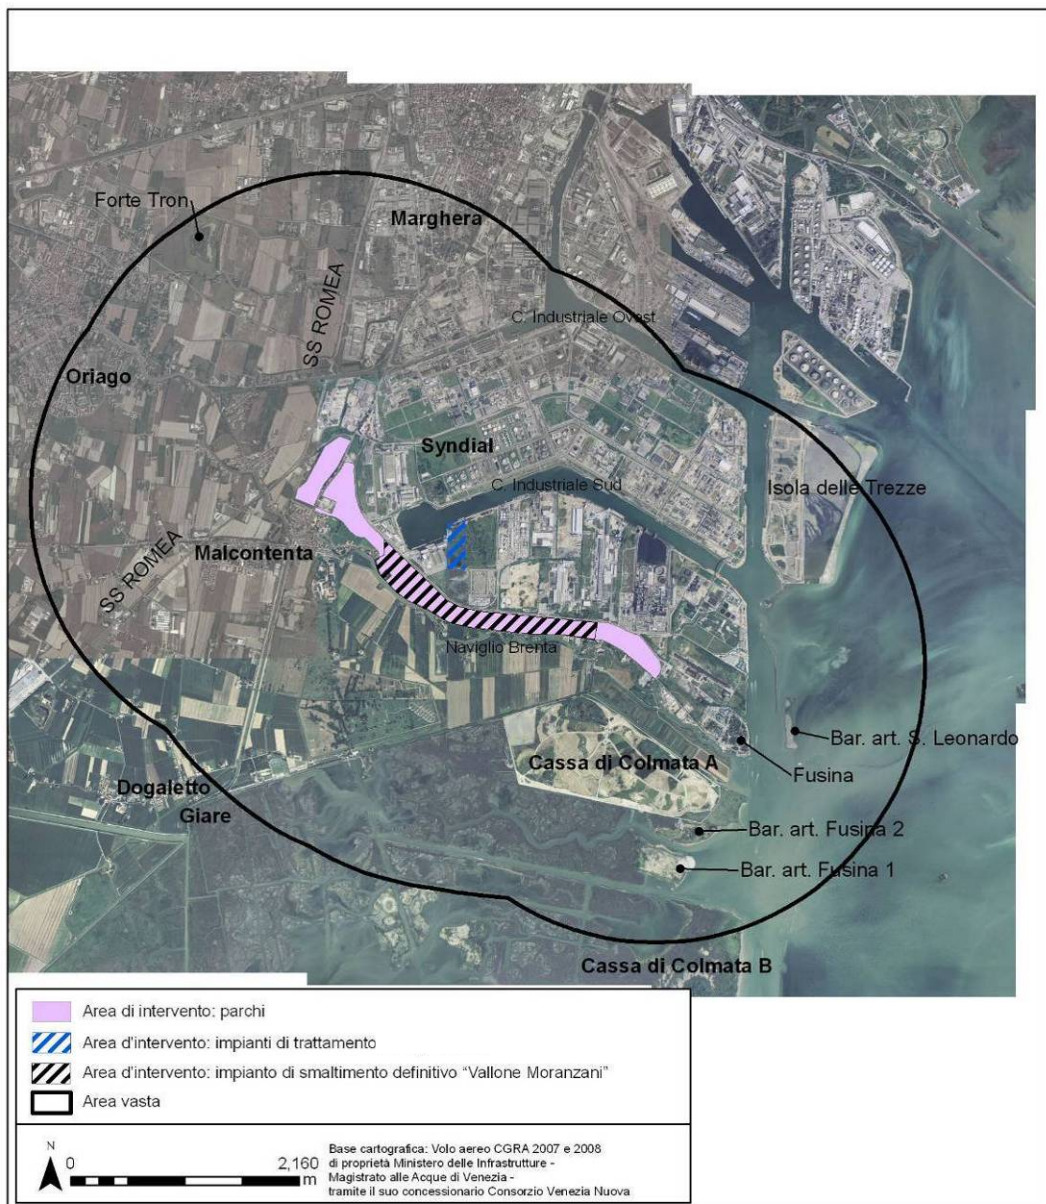 Forte Tron
Marghera
SS ROMEA
C. Industriale Ovest
Oriago
Syndial
C. Industriale Sud
Isola delle Trezze
Malcontenta
SS ROMEA
Naviglio Brenta
Bar. art. S. Leonardo
Cassa di Colmata A
Fusina
Dogaletto
Giare
Bar. art. Fusina 2
Bar. art. Fusina 1
Cassa di Colmata B
Area di intervento: parchi
Area d'intervento: impianti di trattamento
Area d'intervento: impianto di smaltimento definitivo "Vallone Moranzani"
Area vasta
N
0 2,160
m
Base cartografica: Volo aereo CGRA 2007 e 2008
di proprietà Ministero delle Infrastrutture -
Magistrato alle Acque di Venezia -
tramite il suo concessionario Consorzio Venezia Nuova